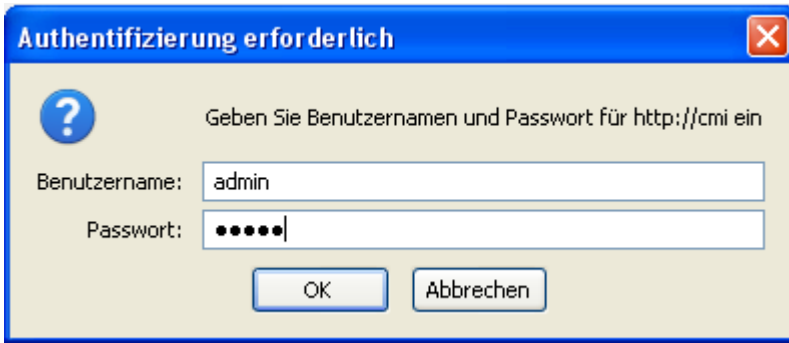 Authentifizierung erforderlich
Geben Sie Benutzernamen und Passwort für http://cmi ein
Benutzername: admin
Passwort: •••••
OK Abbrechen